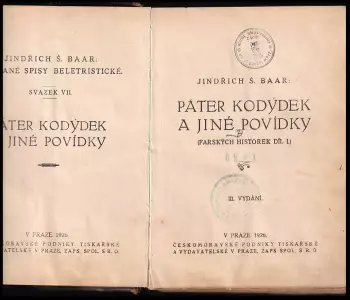 JINDŘICH Š. BAAR:
ANÉ SPISY BELETRISTICKÉ.
SVAZEK VII.
ÁTER KODÝDEK
JINÉ POVÍDKY
V PRAZE 1926.
OMORAVSKÉ PODNIKY TISKAŘSKÉ
AVATELSKÉ V PRAZE, ZAPS. SPOL. S R. O.
JINDŘICH Š. BAAR:
PÁTER KODÝDEK
A JINÉ POVÍDKY
(FARSKÝCH HISTOREK DÍL I.)
III. VYDÁNÍ.
V PRAZE 1926.
ČESKOMORAVSKÉ PODNIKY TISKAŘSKÉ
A VYDAVATELSKÉ V PRAZE, ZAPS. SPOL. S R. O.